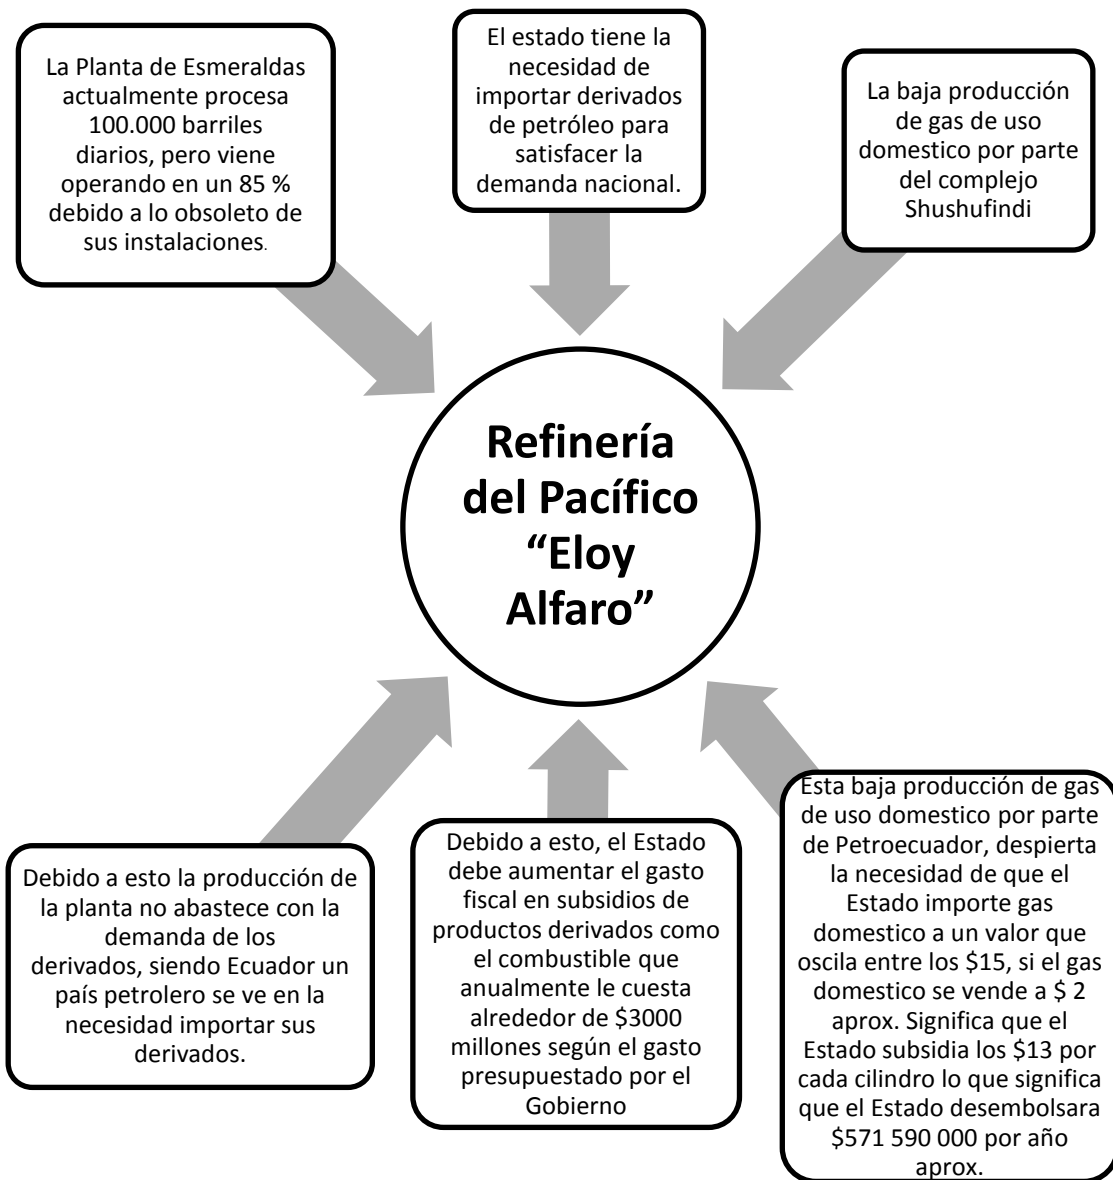 La Planta de Esmeraldas
actualmente procesa
100.000 barriles
diarios, pero viene
operando en un 85 %
debido a lo obsoleto de
sus instalaciones.
El estado tiene la
necesidad de
importar derivados
de petróleo para
satisfacer la
demanda nacional.
La baja producción
de gas de uso
domestico por parte
del complejo
Shushufindi
Refinería
del Pacífico
“Eloy
Alfaro”
Debido a esto la producción de
la planta no abastece con la
demanda de los
derivados, siendo Ecuador un
país petrolero se ve en la
necesidad importar sus
derivados.
Debido a esto, el Estado
debe aumentar el gasto
fiscal en subsidios de
productos derivados como
el combustible que
anualmente le cuesta
alrededor de $3000
millones según el gasto
presupuestado por el
Gobierno
Esta baja producción de gas
de uso domestico por parte
de Petroecuador, despierta
la necesidad de que el
Estado importe gas
domestico a un valor que
oscila entre los $15, si el gas
domestico se vende a $ 2
aprox. Significa que el
Estado subsidia los $13 por
cada cilindro lo que significa
que el Estado desembolsara
$571 590 000 por año
aprox.